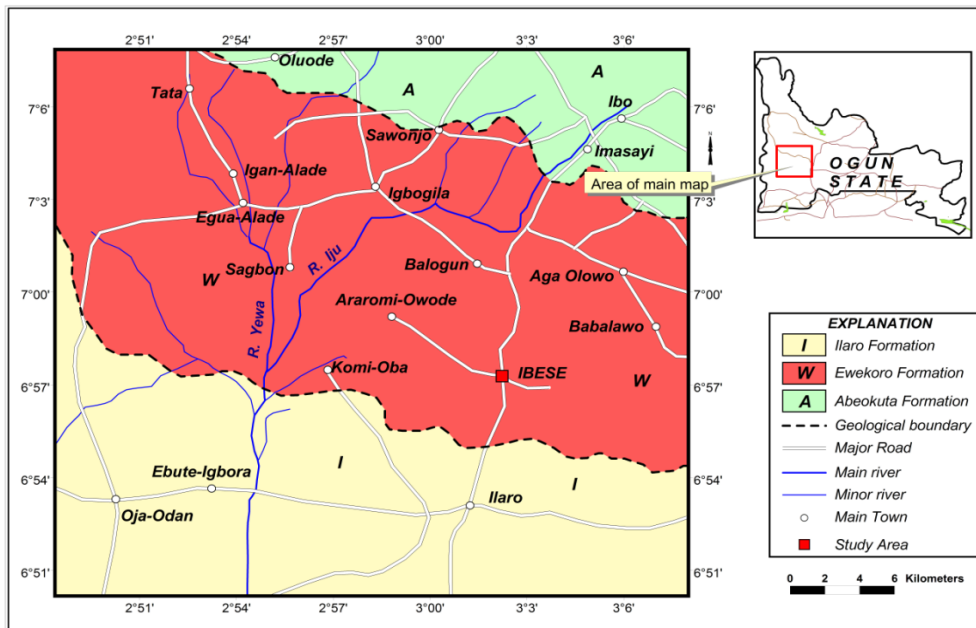 2°51' 2°54' 2°57' 3°00' 3°3' 3°6'
Oluode
A
A
Tata
Ibo
7°6'
7°6'
Sawonjo
Imasayi
N
Igan-Alade
Igbogila
OGUN
STATE
Area of main map
7°3'
7°3'
Egua-Alade
R. Iju
Sagbon
Balogun
Aga Olowo
W
7°00'
7°00'
Araromi-Owode
Babalawo
R. Yewa
Komi-Oba
IBESE
W
6°57'
6°57'
Ebute-Igbora
I
I
6°54'
6°54'
Oja-Odan
Ilaro
6°51'
6°51'
2°51' 2°54' 2°57' 3°00' 3°3' 3°6'
EXPLANATION
I Ilaro Formation
W Ewekoro Formation
A Abeokuta Formation
Geological boundary
Major Road
Main river
Minor river
Main Town
Study Area
0 2 4 6 Kilometers